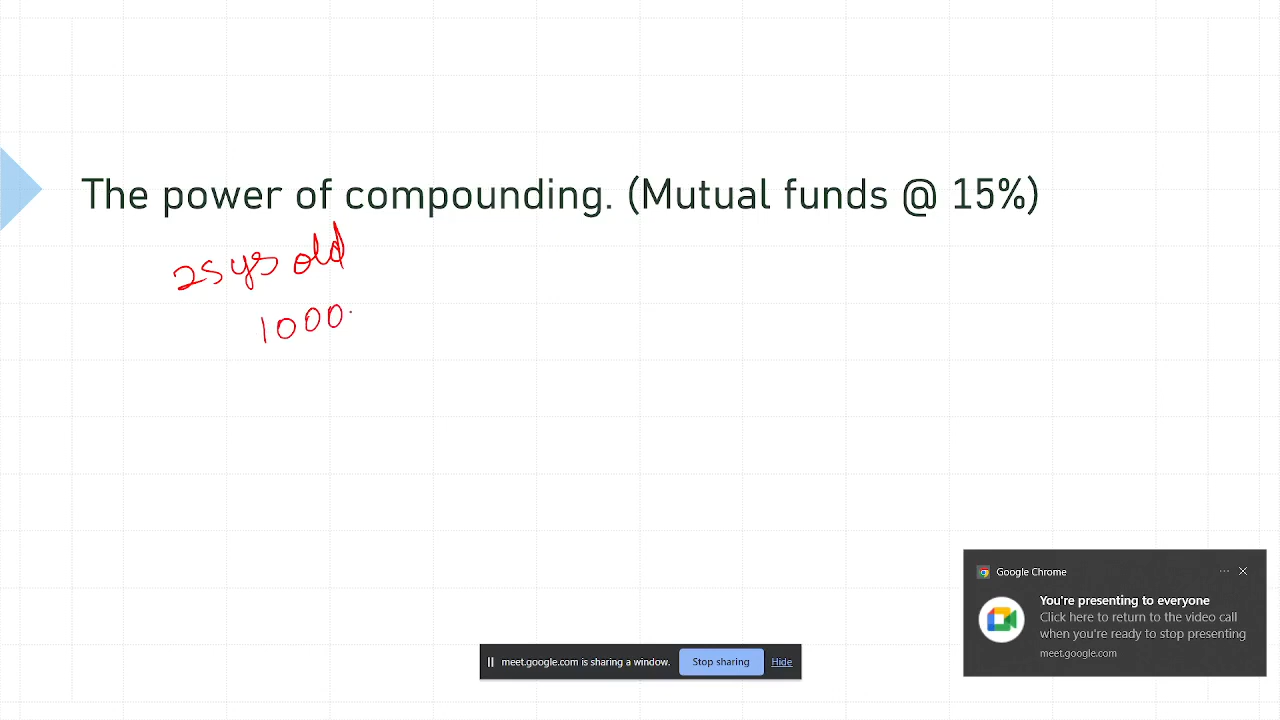 The power of compounding. (Mutual funds @ 15%)
25 ys old
1000.
Google Chrome
You're presenting to everyone
Click here to return to the video call
when you're ready to stop presenting
meet.google.com
meet.google.com is sharing a window. Stop sharing Hide